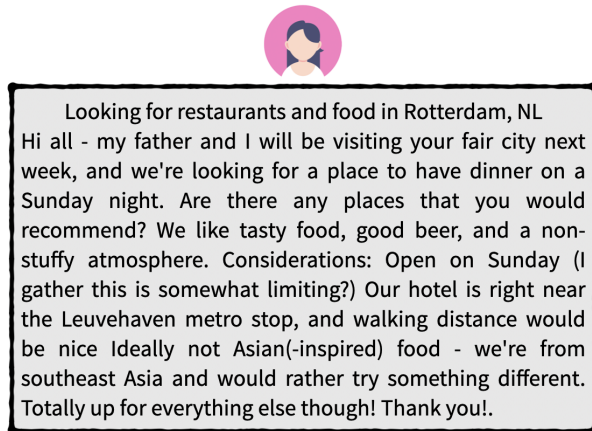 Looking for restaurants and food in Rotterdam, NL
Hi all - my father and I will be visiting your fair city next
week, and we're looking for a place to have dinner on a
Sunday night. Are there any places that you would
recommend? We like tasty food, good beer, and a non-
stuffy atmosphere. Considerations: Open on Sunday (I
gather this is somewhat limiting?) Our hotel is right near
the Leuvehaven metro stop, and walking distance would
be nice Ideally not Asian(-inspired) food - we're from
southeast Asia and would rather try something different.
Totally up for everything else though! Thank you!.